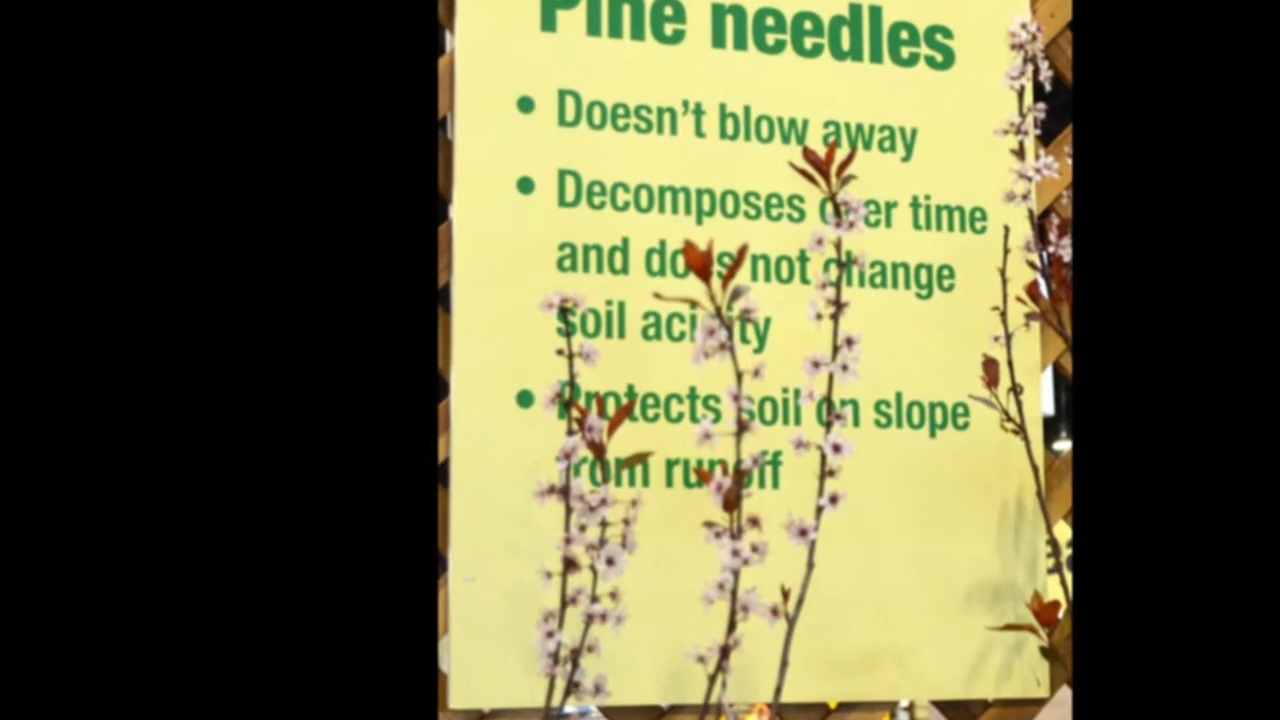 Pine needles
• Doesn't blow away
• Decomposes over time
and does not change
soil acidity
• Protects soil on slope
from runoff